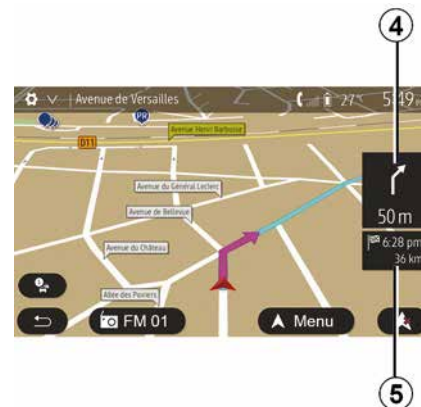 4
Avenue de Versailles
27°
5:49
PR
Avenue Henri Barbusse
D11
Avenue du Général Leclerc
50 m
Avenue de Bellevue
6:28 pm
Avenue du Château
36 km
Allée des Pioniers
FM 01
Menu
5